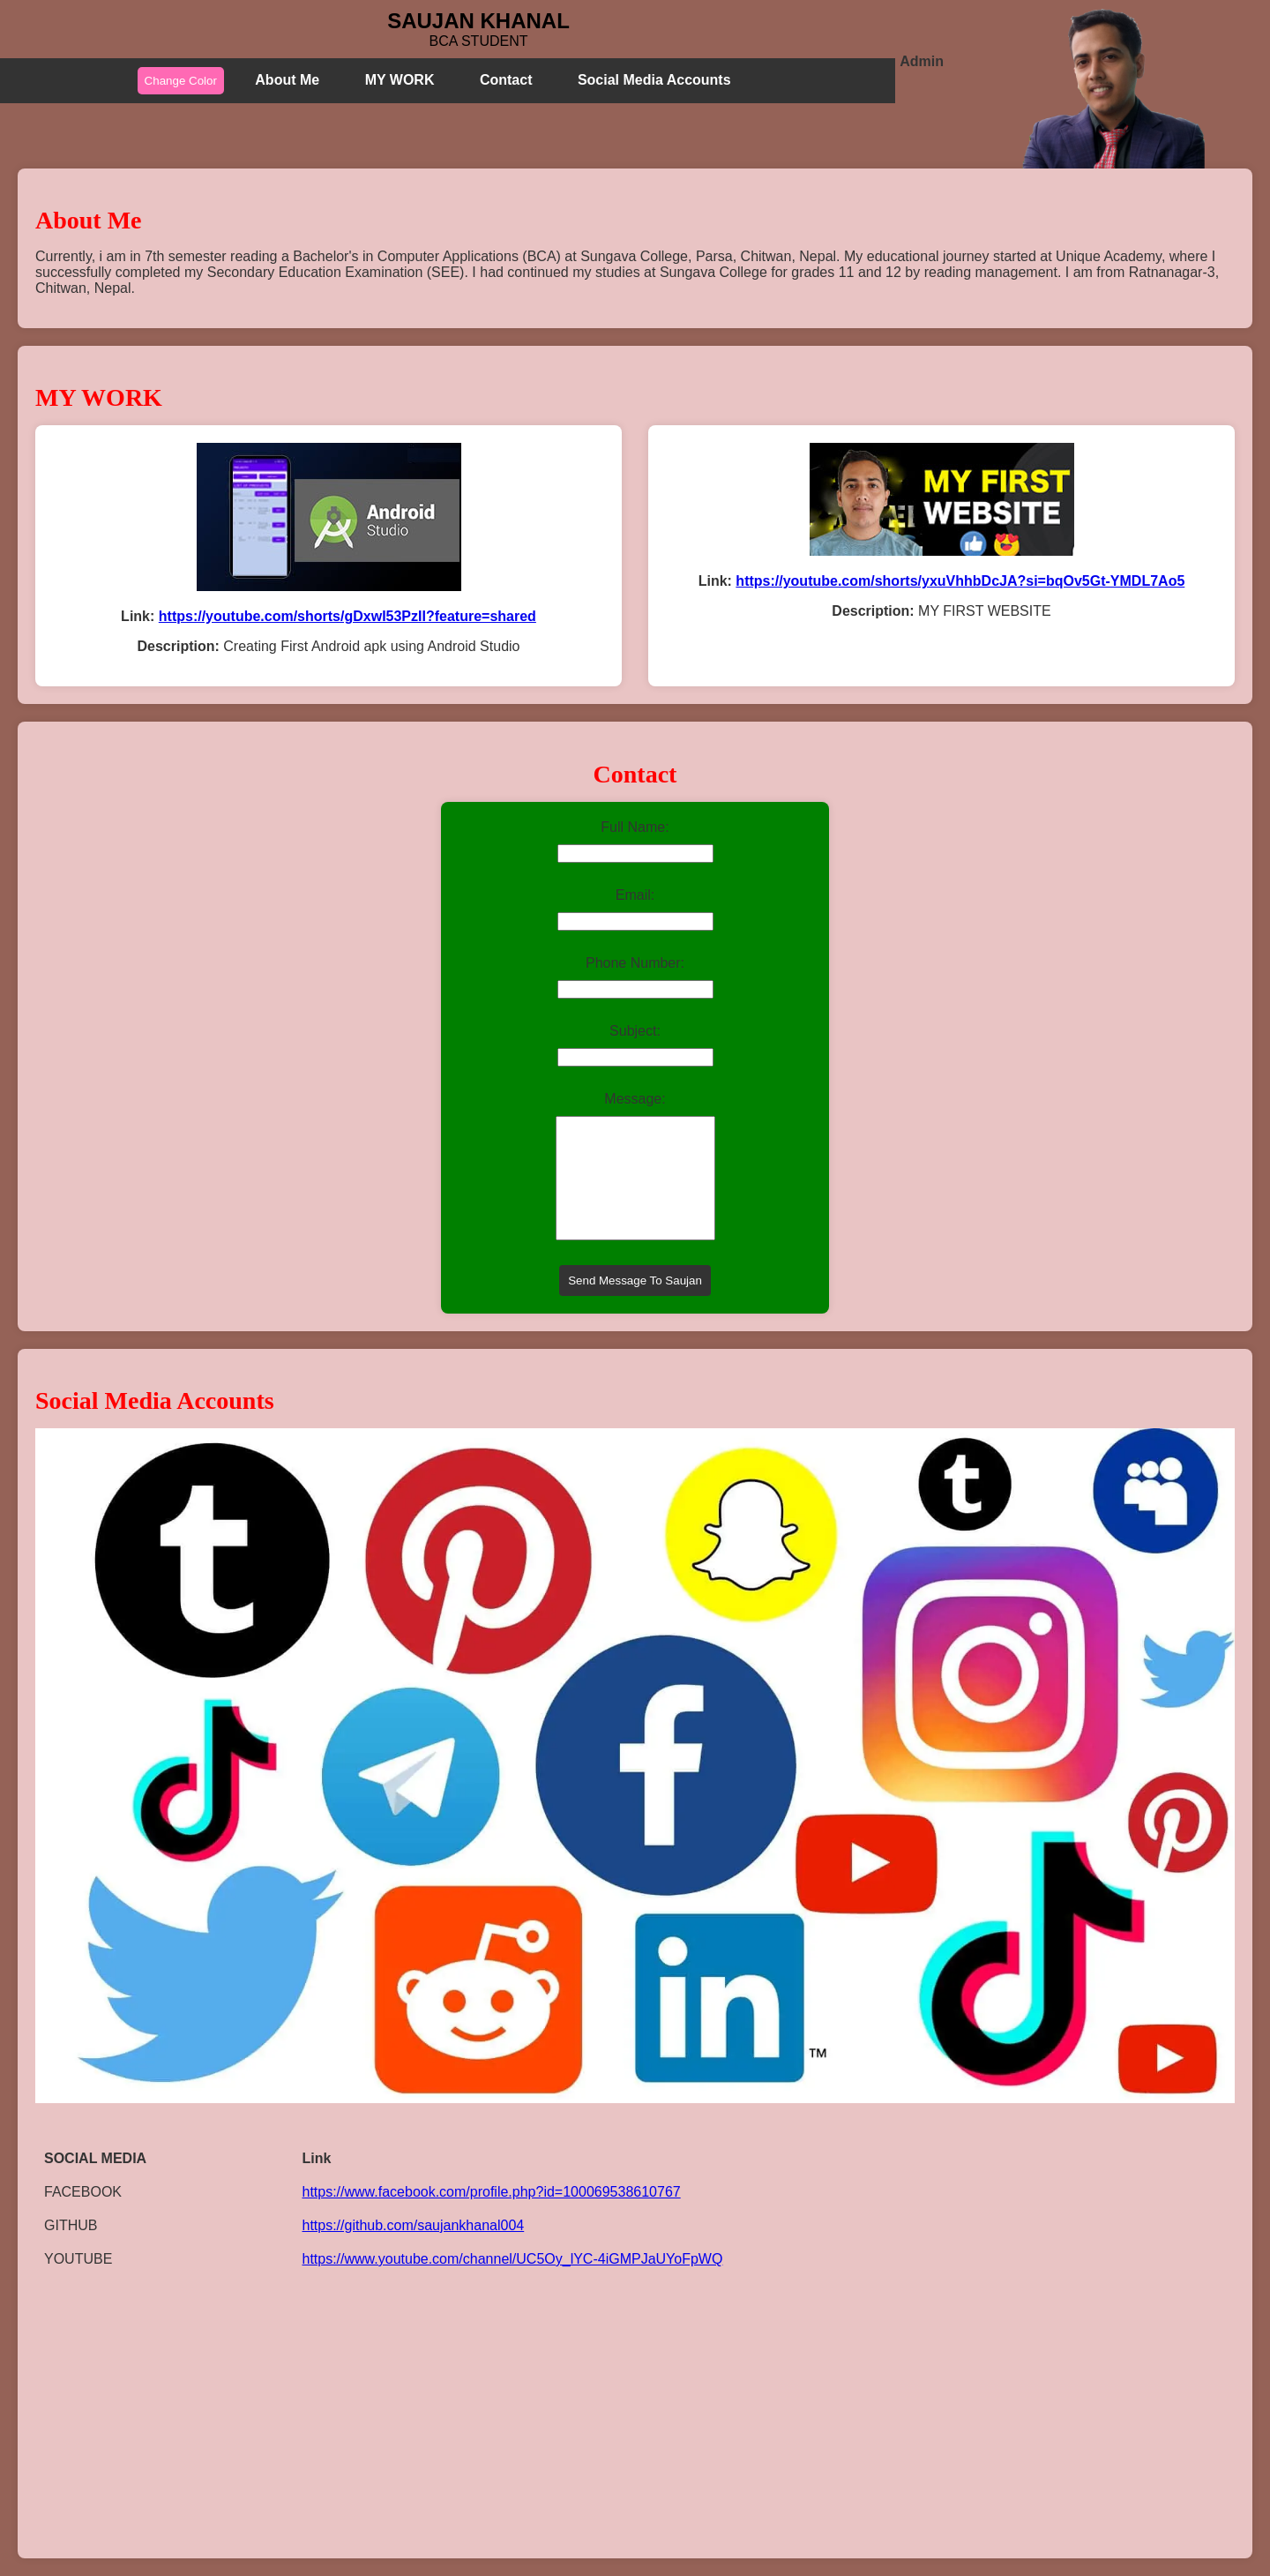 SAUJAN KHANAL
BCA STUDENT
Change Color
About Me
MY WORK
Contact
Social Media Accounts
Admin
About Me
Currently, i am in 7th semester reading a Bachelor's in Computer Applications (BCA) at Sungava College, Parsa, Chitwan, Nepal. My educational journey started at Unique Academy, where I
successfully completed my Secondary Education Examination (SEE). I had continued my studies at Sungava College for grades 11 and 12 by reading management. I am from Ratnanagar-3,
Chitwan, Nepal.
MY WORK
Android
Studio
Link: https://youtube.com/shorts/gDxwI53PzII?feature=shared
Description: Creating First Android apk using Android Studio
MY FIRST
WEBSITE
Link: https://youtube.com/shorts/yxuVhhbDcJA?si=bqOv5Gt-YMDL7Ao5
Description: MY FIRST WEBSITE
Contact
Full Name:
Email:
Phone Number:
Subject:
Message:
Send Message To Saujan
Social Media Accounts
in
TM
SOCIAL MEDIA
Link
FACEBOOK
https://www.facebook.com/profile.php?id=100069538610767
GITHUB
https://github.com/saujankhanal004
YOUTUBE
https://www.youtube.com/channel/UC5Oy_lYC-4iGMPJaUYoFpWQ